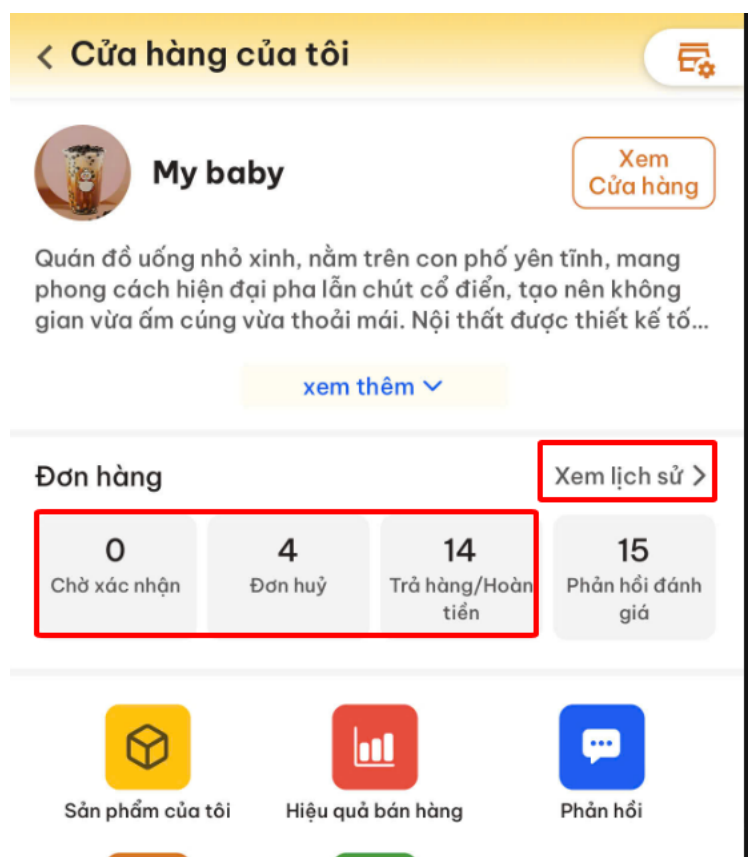 Cửa hàng của tôi
My baby
Xem
Cửa hàng
Quán đồ uống nhỏ xinh, nằm trên con phố yên tĩnh, mang
phong cách hiện đại pha lẫn chút cổ điển, tạo nên không
gian vừa ấm cúng vừa thoải mái. Nội thất được thiết kế tố...
xem thêm
Đơn hàng
Xem lịch sử
0
Chờ xác nhận
4
Đơn huỷ
14
Trả hàng/Hoàn
tiền
15
Phản hồi đánh
giá
Sản phẩm của tôi
Hiệu quả bán hàng
Phản hồi